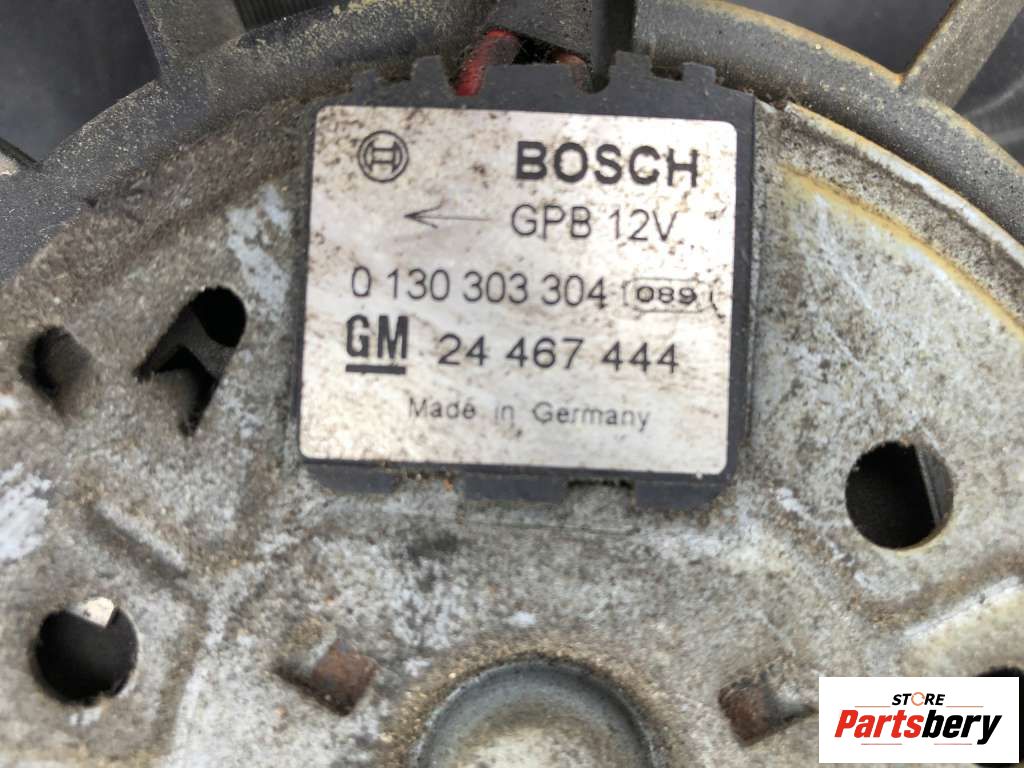 BOSCH
GPB 12V
0 130 303 304 089
GM 24 467 444
Made in Germany
STORE
Partsbery